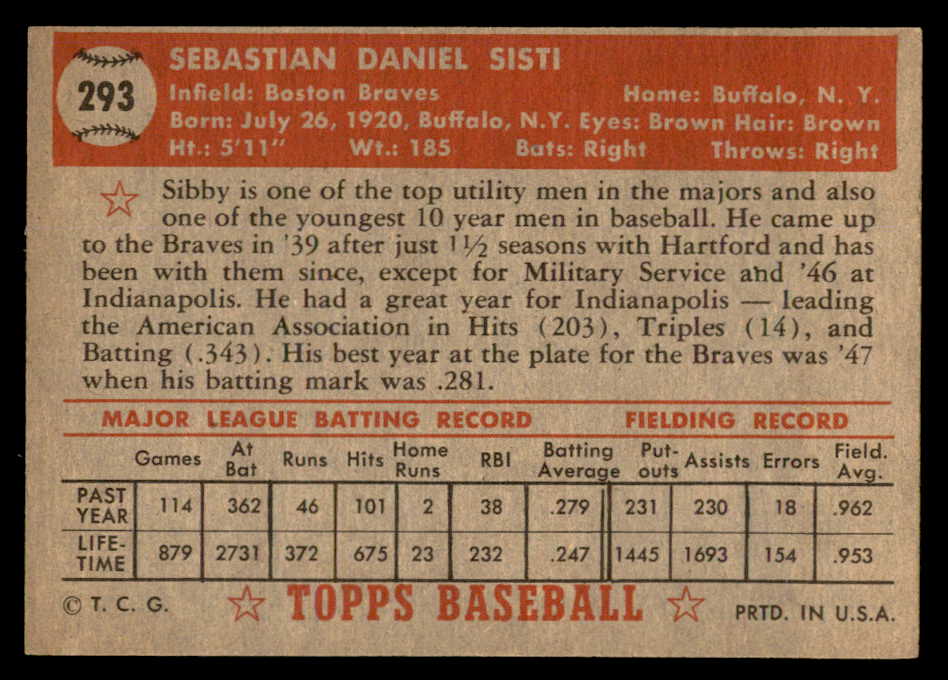 293
SEBASTIAN DANIEL SISTI
Infield: Boston Braves Home: Buffalo, N. Y.
Born: July 26, 1920, Buffalo, N.Y. Eyes: Brown Hair: Brown
Ht.: 5'11" Wt.: 185 Bats: Right Throws: Right
Sibby is one of the top utility men in the majors and also
one of the youngest 10 year men in baseball. He came up
to the Braves in '39 after just 1½ seasons with Hartford and has
been with them since, except for Military Service and '46 at
Indianapolis. He had a great year for Indianapolis — leading
the American Association in Hits (203), Triples (14), and
Batting (.343). His best year at the plate for the Braves was '47
when his batting mark was .281.
MAJOR LEAGUE BATTING RECORD FIELDING RECORD
Games At Bat Runs Hits Home Runs RBI Batting Average Put-outs Assists Errors Field. Avg.
PAST YEAR 114 362 46 101 2 38 .279 231 230 18 .962
LIFE-TIME 879 2731 372 675 23 232 .247 1445 1693 154 .953
© T. C. G. TOPPS BASEBALL PRTD. IN U.S.A.